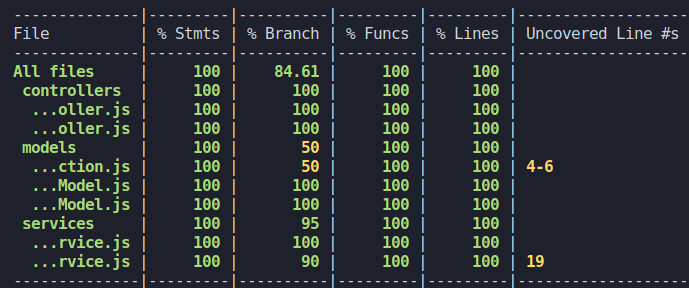 --------------|---------|----------|---------|---------|-------------------
File          | % Stmts | % Branch | % Funcs | % Lines | Uncovered Line #s
--------------|---------|----------|---------|---------|-------------------
All files     |     100 |    84.61 |     100 |     100 |
 controllers  |     100 |      100 |     100 |     100 |
  ...oller.js |     100 |      100 |     100 |     100 |
  ...oller.js |     100 |      100 |     100 |     100 |
 models       |     100 |       50 |     100 |     100 |
  ...ction.js |     100 |       50 |     100 |     100 | 4-6
  ...Model.js |     100 |      100 |     100 |     100 |
  ...Model.js |     100 |      100 |     100 |     100 |
 services     |     100 |       95 |     100 |     100 |
  ...rvice.js |     100 |      100 |     100 |     100 |
  ...rvice.js |     100 |       90 |     100 |     100 | 19
--------------|---------|----------|---------|---------|-------------------